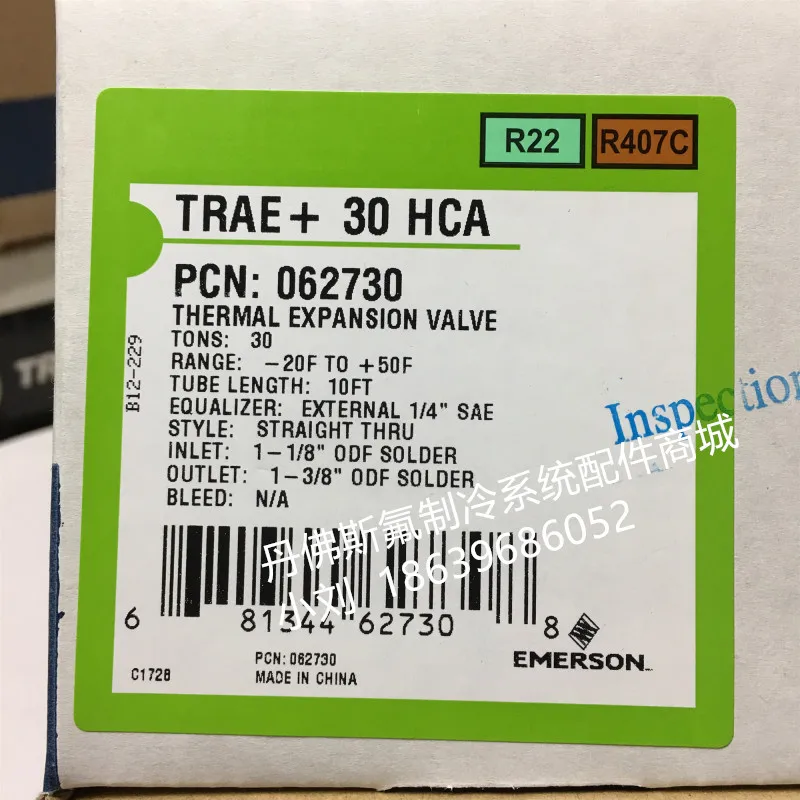 R22 R407C
TRAE+ 30 HCA
PCN: 062730
THERMAL EXPANSION VALVE
TONS: 30
RANGE: -20F TO +50F
TUBE LENGTH: 10FT
EQUALIZER: EXTERNAL 1/4" SAE
STYLE: STRAIGHT THRU
INLET: 1-1/8" ODF SOLDER
OUTLET: 1-3/8" ODF SOLDER
BLEED: N/A
B12-229
Inspection
丹佛斯氟制冷系统配件商城
小刘 18639686052
6 81344 62730 8
EMERSON
PCN: 062730
C1728 MADE IN CHINA
TR